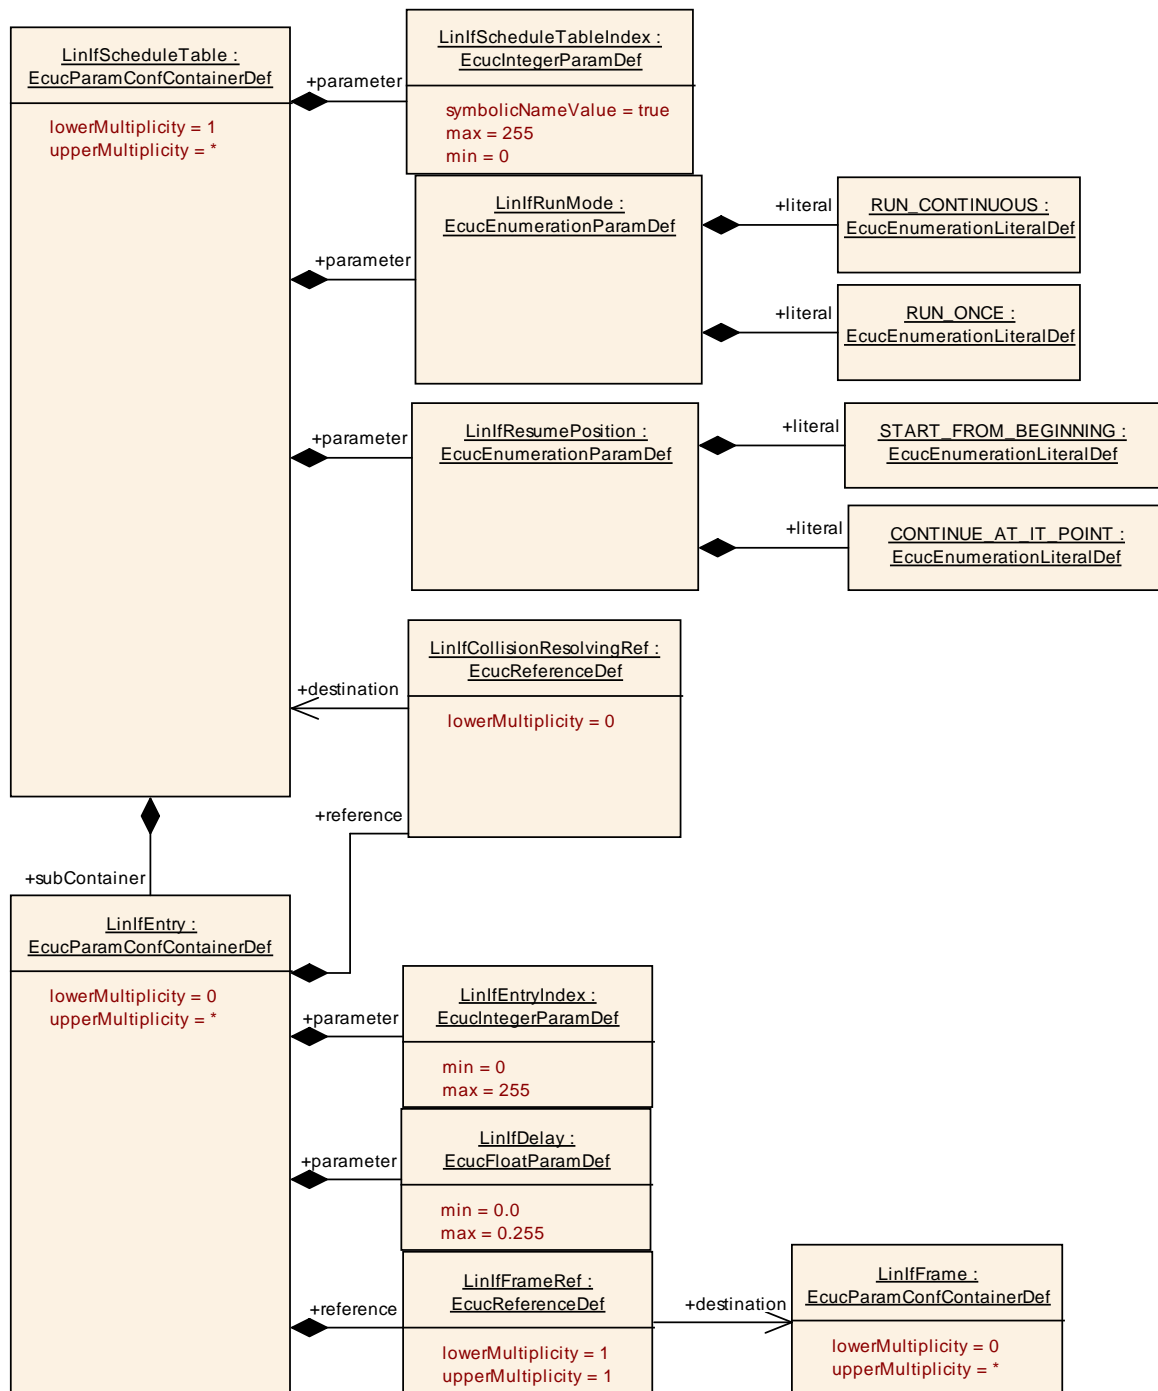 LinIfScheduleTable :
EcucParamConfContainerDef
lowerMultiplicity = 1
upperMultiplicity = *
+parameter
LinIfScheduleTableIndex :
EcucIntegerParamDef
symbolicNameValue = true
max = 255
min = 0
+parameter
LinIfRunMode :
EcucEnumerationParamDef
+literal
RUN_CONTINUOUS :
EcucEnumerationLiteralDef
+literal
RUN_ONCE :
EcucEnumerationLiteralDef
+parameter
LinIfResumePosition :
EcucEnumerationParamDef
+literal
START_FROM_BEGINNING :
EcucEnumerationLiteralDef
+literal
CONTINUE_AT_IT_POINT :
EcucEnumerationLiteralDef
+destination
LinIfCollisionResolvingRef :
EcucReferenceDef
lowerMultiplicity = 0
+reference
+subContainer
LinIfEntry :
EcucParamConfContainerDef
lowerMultiplicity = 0
upperMultiplicity = *
+parameter
LinIfEntryIndex :
EcucIntegerParamDef
min = 0
max = 255
+parameter
LinIfDelay :
EcucFloatParamDef
min = 0.0
max = 0.255
+reference
LinIfFrameRef :
EcucReferenceDef
lowerMultiplicity = 1
upperMultiplicity = 1
+destination
LinIfFrame :
EcucParamConfContainerDef
lowerMultiplicity = 0
upperMultiplicity = *